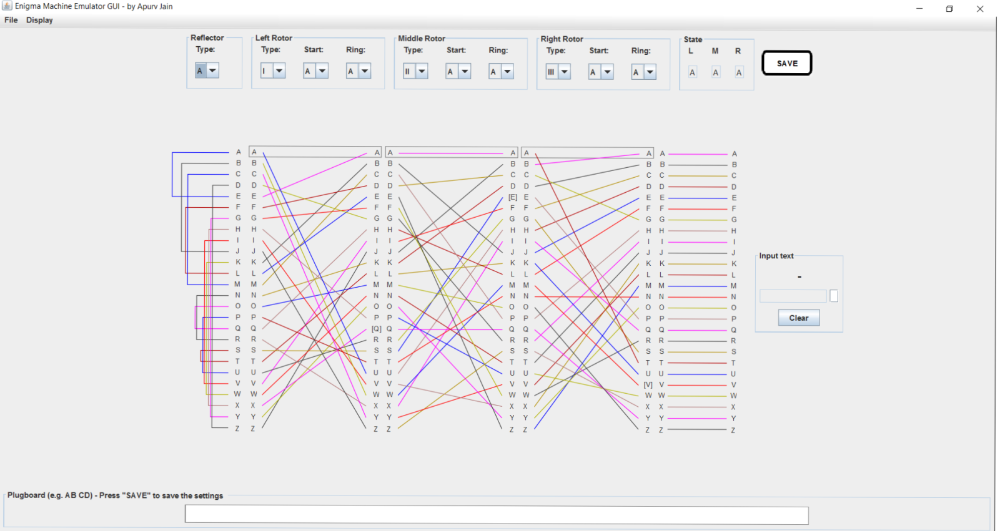 Enigma Machine Emulator GUI - by Apurv Jain
File Display
Reflector Left Rotor Middle Rotor Right Rotor State
Type: Type: Start: Ring: Type: Start: Ring: Type: Start: Ring: L M R
A I A A II A A III A A A A A
SAVE
A A A A A A A A A
B B B B B B B B B
C C C C C C C C C
D D D D D D D D D
E E E E [E] E E E E
F F F F F F F F F
G G G G G G G G G
H H H H H H H H H
I I I I I I I I I
J J J J J J J J J
K K K K K K K K K
L L L L L L L L L
M M M M M M M M M
N N N N N N N N N
O O O O O O O O O
P P P P P P P P P
Q Q [Q] Q Q Q Q Q Q
R R R R R R R R R
S S S S S S S S S
T T T T T T T T T
U U U U U U U U U
V V V V V V [V] V V
W W W W W W W W W
X X X X X X X X X
Y Y Y Y Y Y Y Y Y
Z Z Z Z Z Z Z Z Z
Input text
-
Clear
Plugboard (e.g. AB CD) - Press "SAVE" to save the settings